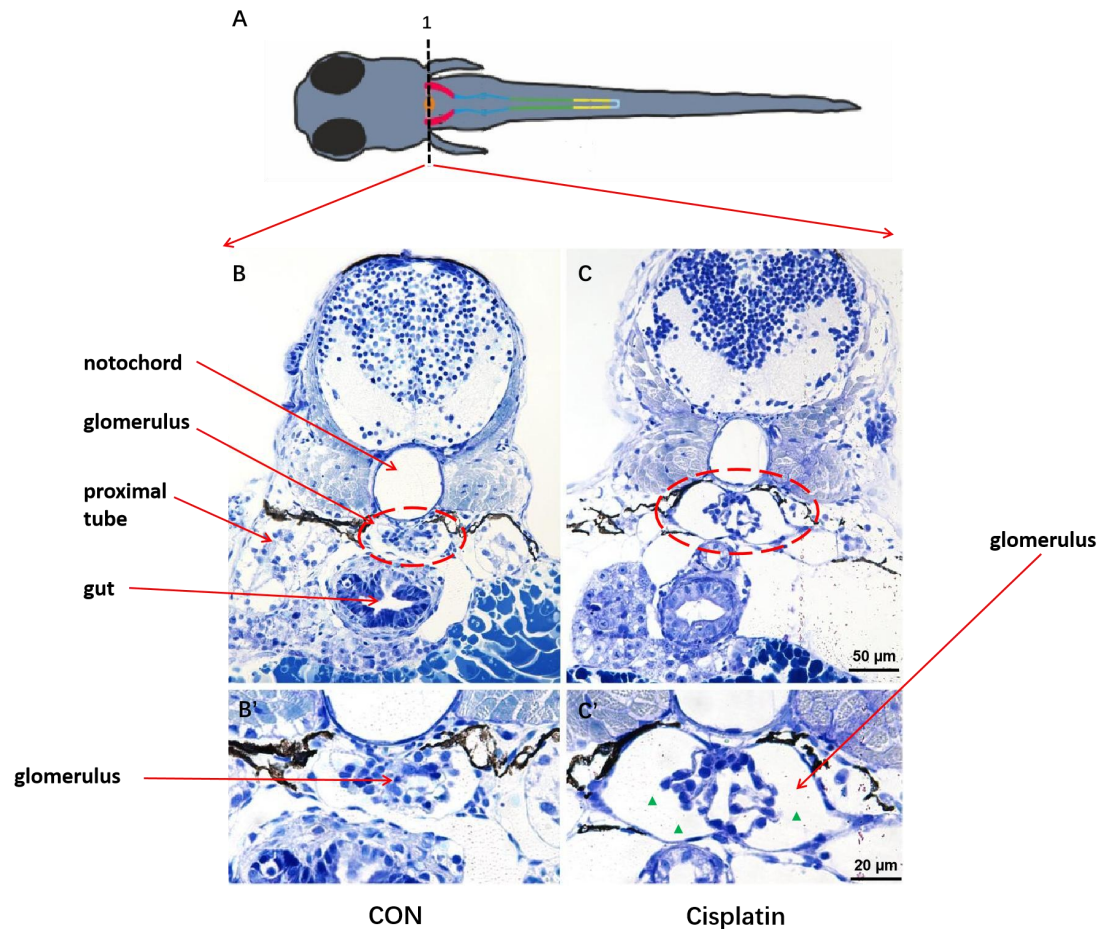 A
1
B
C
notochord
glomerulus
proximal
tube
gut
glomerulus
50 µm
B'
C'
glomerulus
20 µm
CON
Cisplatin